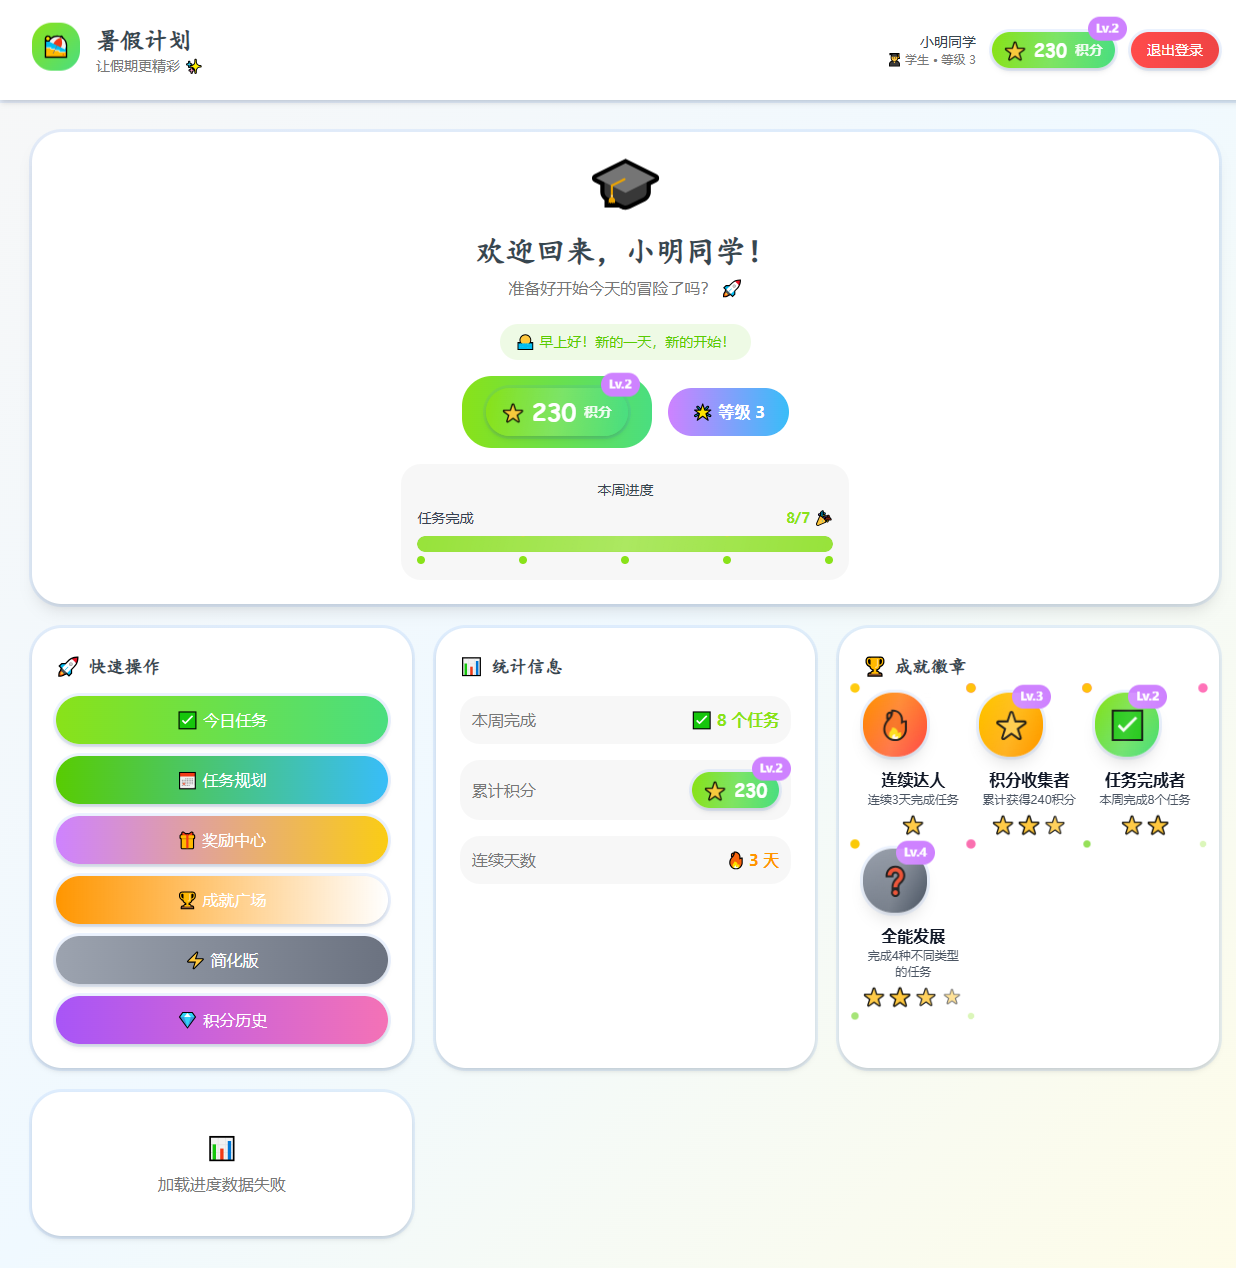 暑假计划
让假期更精彩 ✨
小明同学
👨‍🎓 学生 • 等级 3
Lv.2
⭐ 230 积分
退出登录
欢迎回来，小明同学！
准备好开始今天的冒险了吗？ 🚀
早上好！新的一天，新的开始！
Lv.2
⭐ 230 积分
🌟 等级 3
本周进度
任务完成
8/7 🎉
🚀 快速操作
✅ 今日任务
📅 任务规划
🎁 奖励中心
🏆 成就广场
⚡ 简化版
💎 积分历史
📊 统计信息
本周完成
✅ 8 个任务
累计积分
Lv.2
⭐ 230
连续天数
🔥 3 天
🏆 成就徽章
连续达人
连续3天完成任务
Lv.3
积分收集者
累计获得240积分
Lv.2
任务完成者
本周完成8个任务
Lv.4
❓
全能发展
完成4种不同类型
的任务
📊
加载进度数据失败